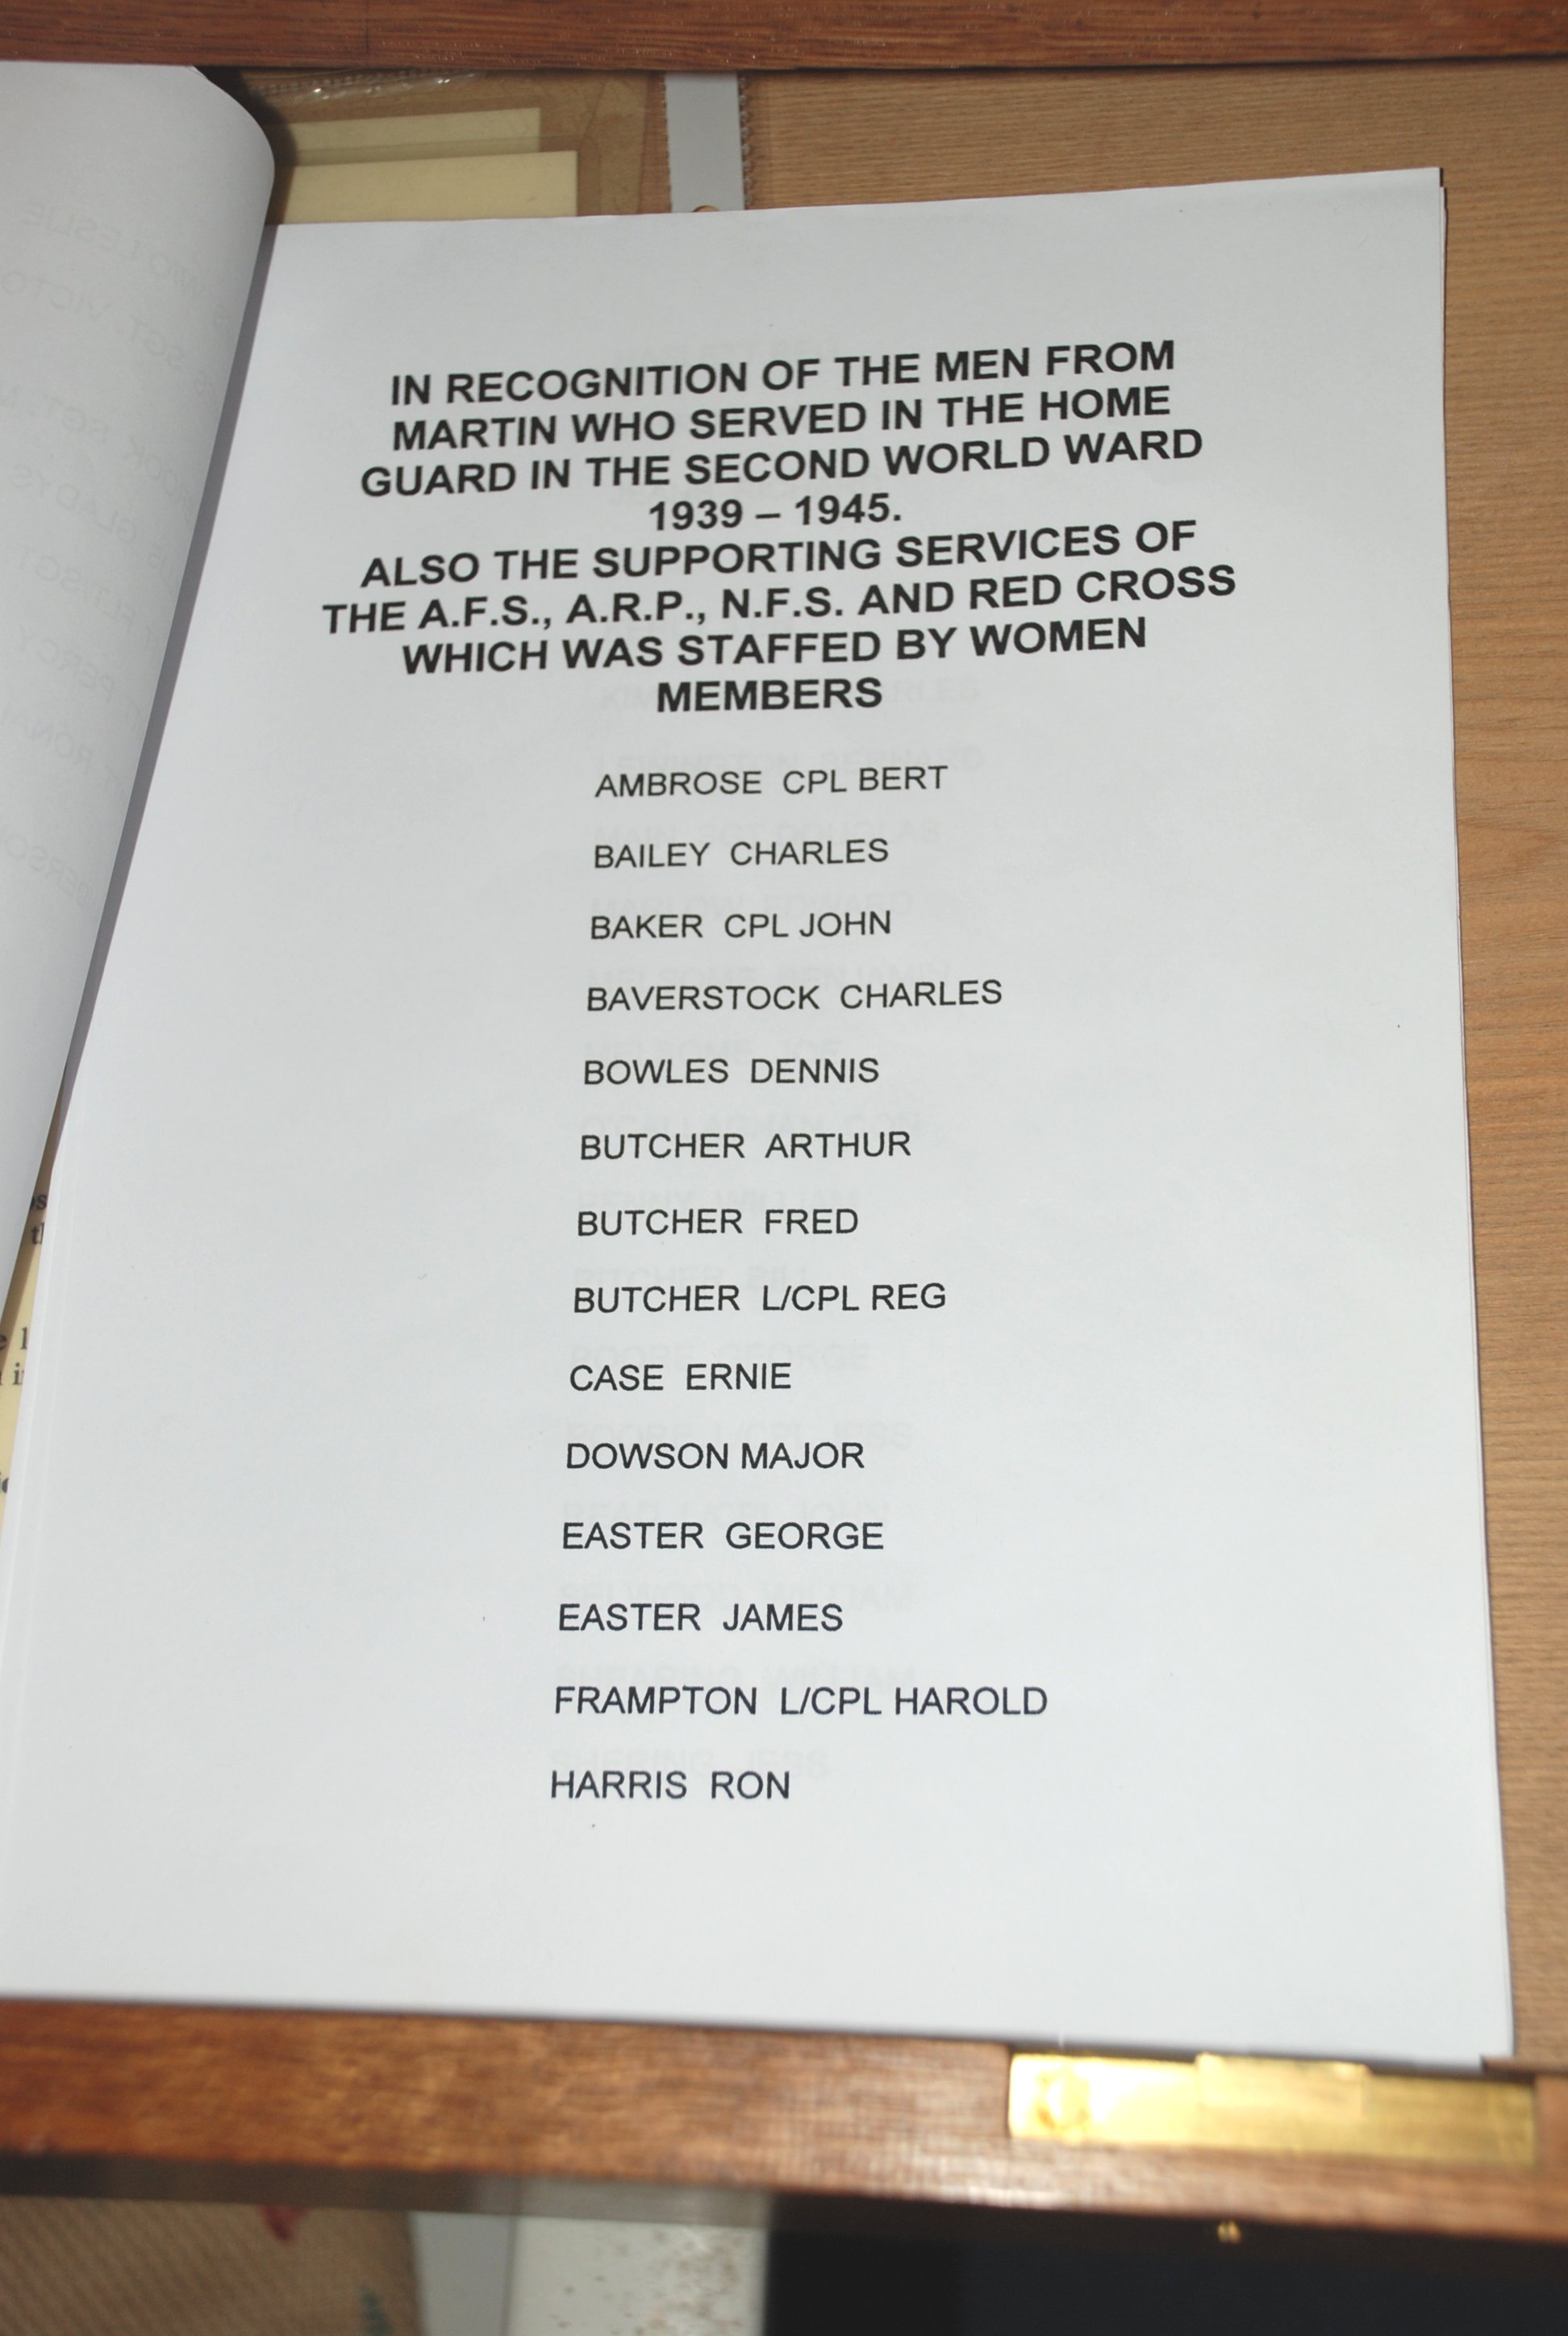 IN RECOGNITION OF THE MEN FROM
MARTIN WHO SERVED IN THE HOME
GUARD IN THE SECOND WORLD WARD
1939 – 1945.
ALSO THE SUPPORTING SERVICES OF
THE A.F.S., A.R.P., N.F.S. AND RED CROSS
WHICH WAS STAFFED BY WOMEN
MEMBERS
AMBROSE CPL BERT
BAILEY CHARLES
BAKER CPL JOHN
BAVERSTOCK CHARLES
BOWLES DENNIS
BUTCHER ARTHUR
BUTCHER FRED
BUTCHER L/CPL REG
CASE ERNIE
DOWSON MAJOR
EASTER GEORGE
EASTER JAMES
FRAMPTON L/CPL HAROLD
HARRIS RON